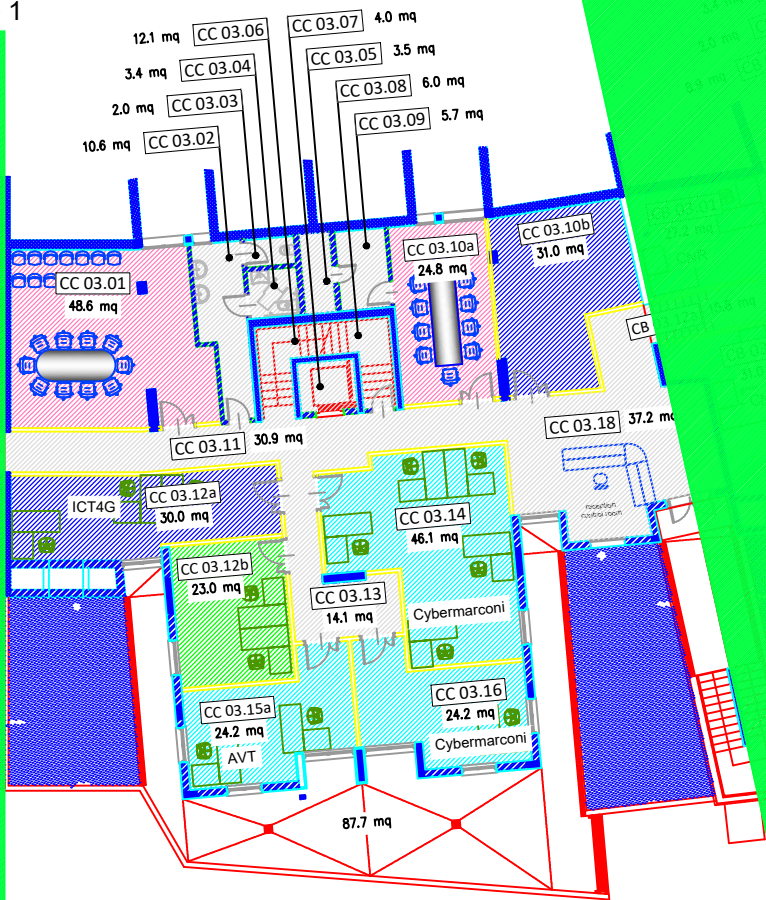 1
12.1 mq CC 03.06
CC 03.07 4.0 mq
3.4 mq CC 03.04
CC 03.05 3.5 mq
2.0 mq CC 03.03
CC 03.08 6.0 mq
10.6 mq CC 03.02
CC 03.09 5.7 mq
CC 03.01
48.6 mq
CC 03.10a
24.8 mq
CC 03.10b
31.0 mq
CB
CC 03.11 30.9 mq
CC 03.18 37.2 mq
reception
control room
ICT4G
CC 03.12a
30.0 mq
CC 03.14
46.1 mq
CC 03.12b
23.0 mq
CC 03.13
14.1 mq
Cybermarconi
CC 03.15a
24.2 mq
AVT
CC 03.16
24.2 mq
Cybermarconi
87.7 mq